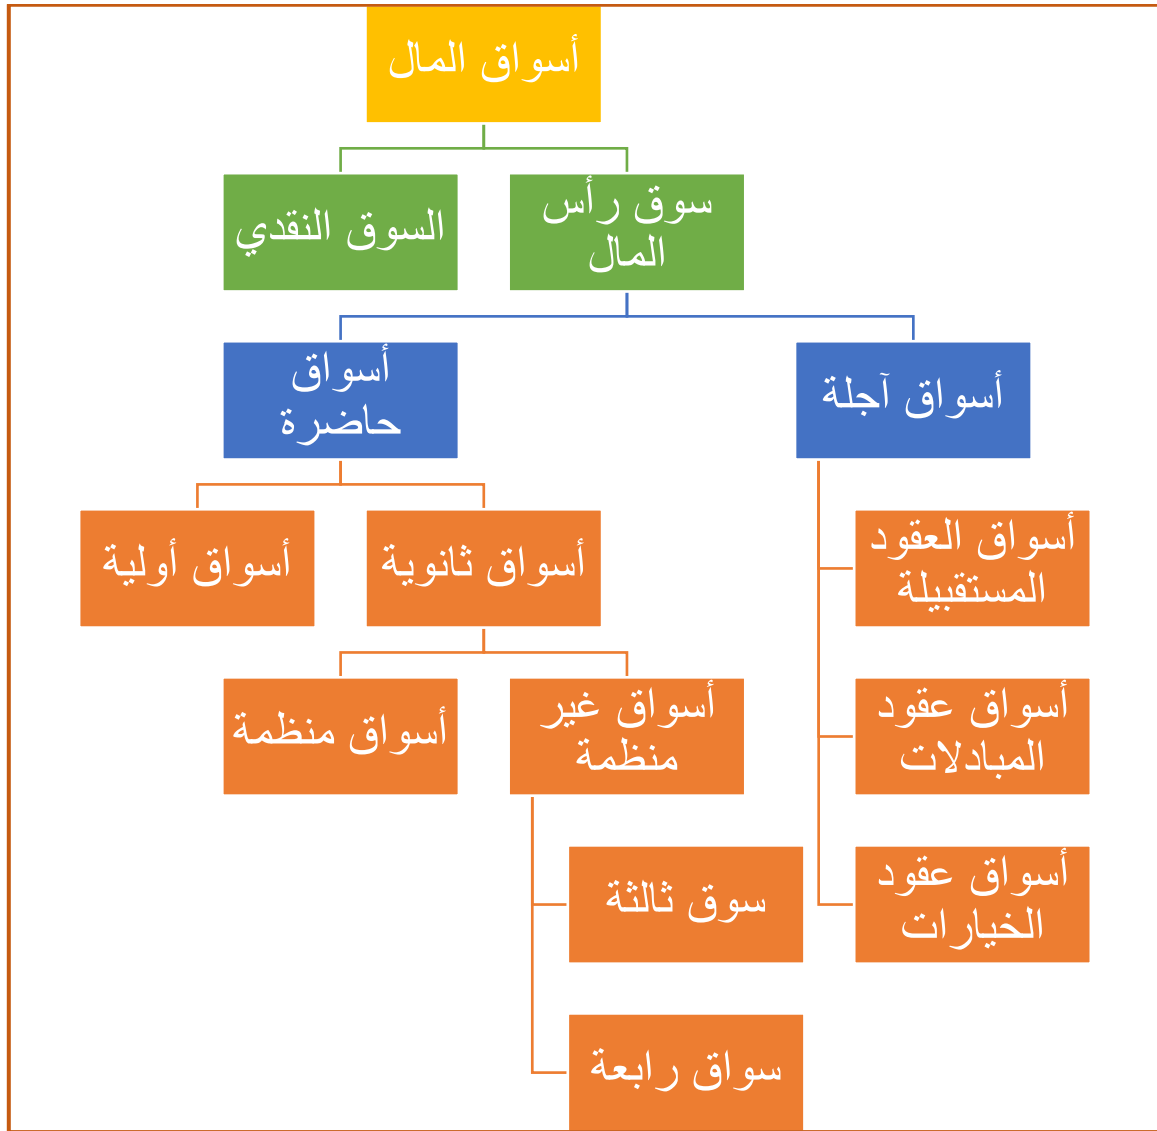 أسواق المال
سوق رأس
المال
السوق النقدي
أسواق آجلة
أسواق
حاضرة
أسواق العقود
المستقبيلة
أسواق ثانوية
أسواق أولية
أسواق عقود
المبادلات
أسواق غير
منظمة
أسواق منظمة
أسواق عقود
الخيارات
سوق ثالثة
سواق رابعة